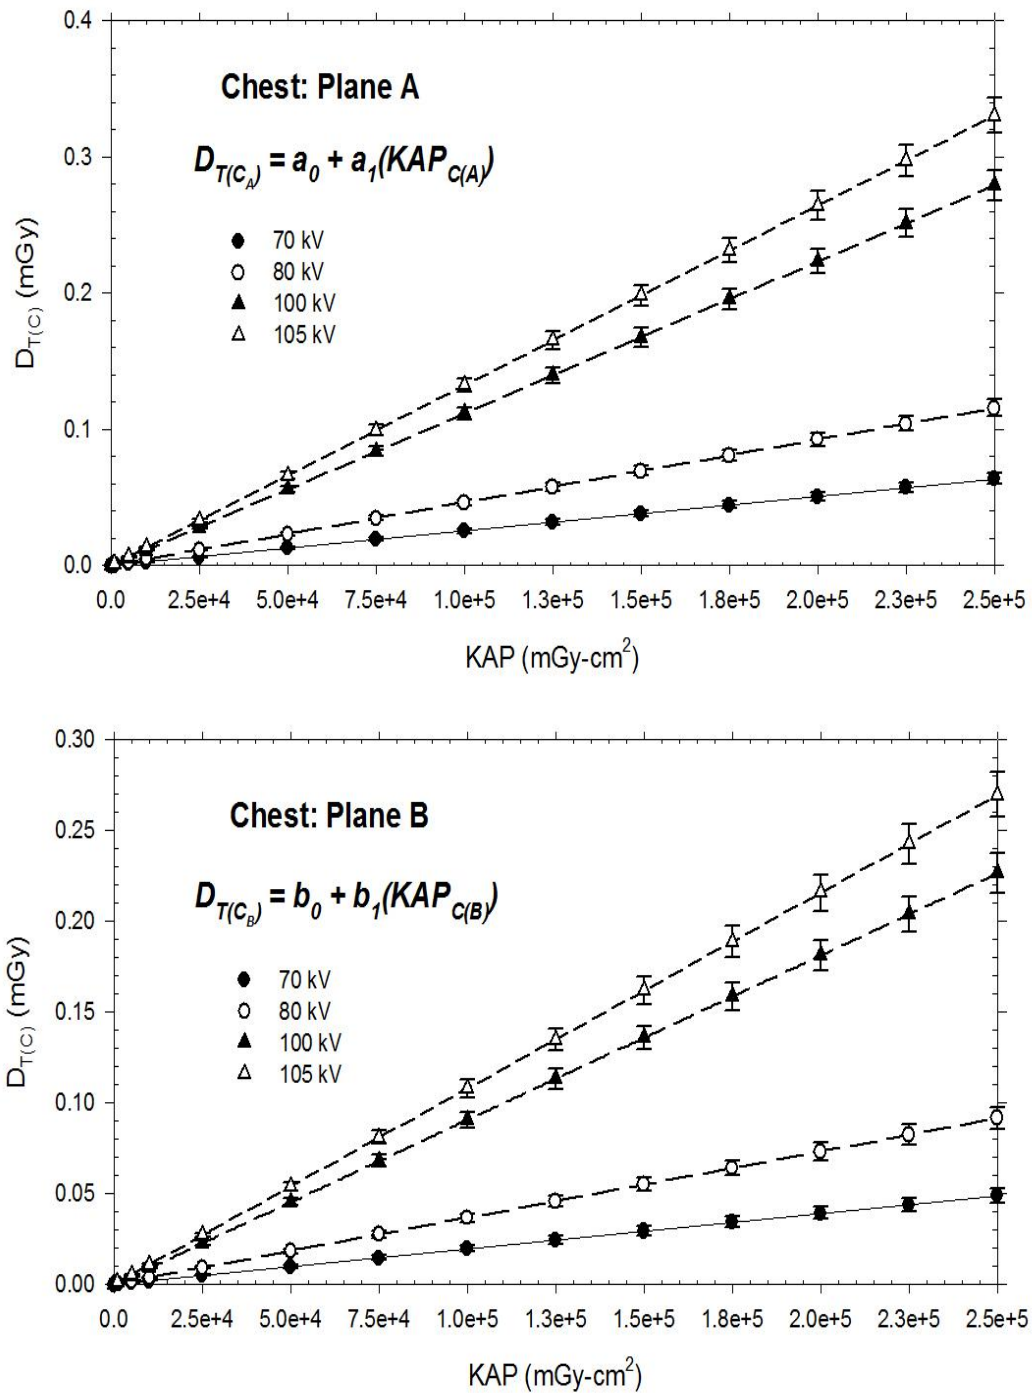 Chest: Plane A
D_T(C_A) = a_0 + a_1(KAP_C(A))
70 kV
80 kV
100 kV
105 kV
D_T(C) (mGy)
0.4
0.3
0.2
0.1
0.0
0.0 2.5e+4 5.0e+4 7.5e+4 1.0e+5 1.3e+5 1.5e+5 1.8e+5 2.0e+5 2.3e+5 2.5e+5
KAP (mGy-cm²)
Chest: Plane B
D_T(C_B) = b_0 + b_1(KAP_C(B))
70 kV
80 kV
100 kV
105 kV
D_T(C) (mGy)
0.30
0.25
0.20
0.15
0.10
0.05
0.00
0.0 2.5e+4 5.0e+4 7.5e+4 1.0e+5 1.3e+5 1.5e+5 1.8e+5 2.0e+5 2.3e+5 2.5e+5
KAP (mGy-cm²)